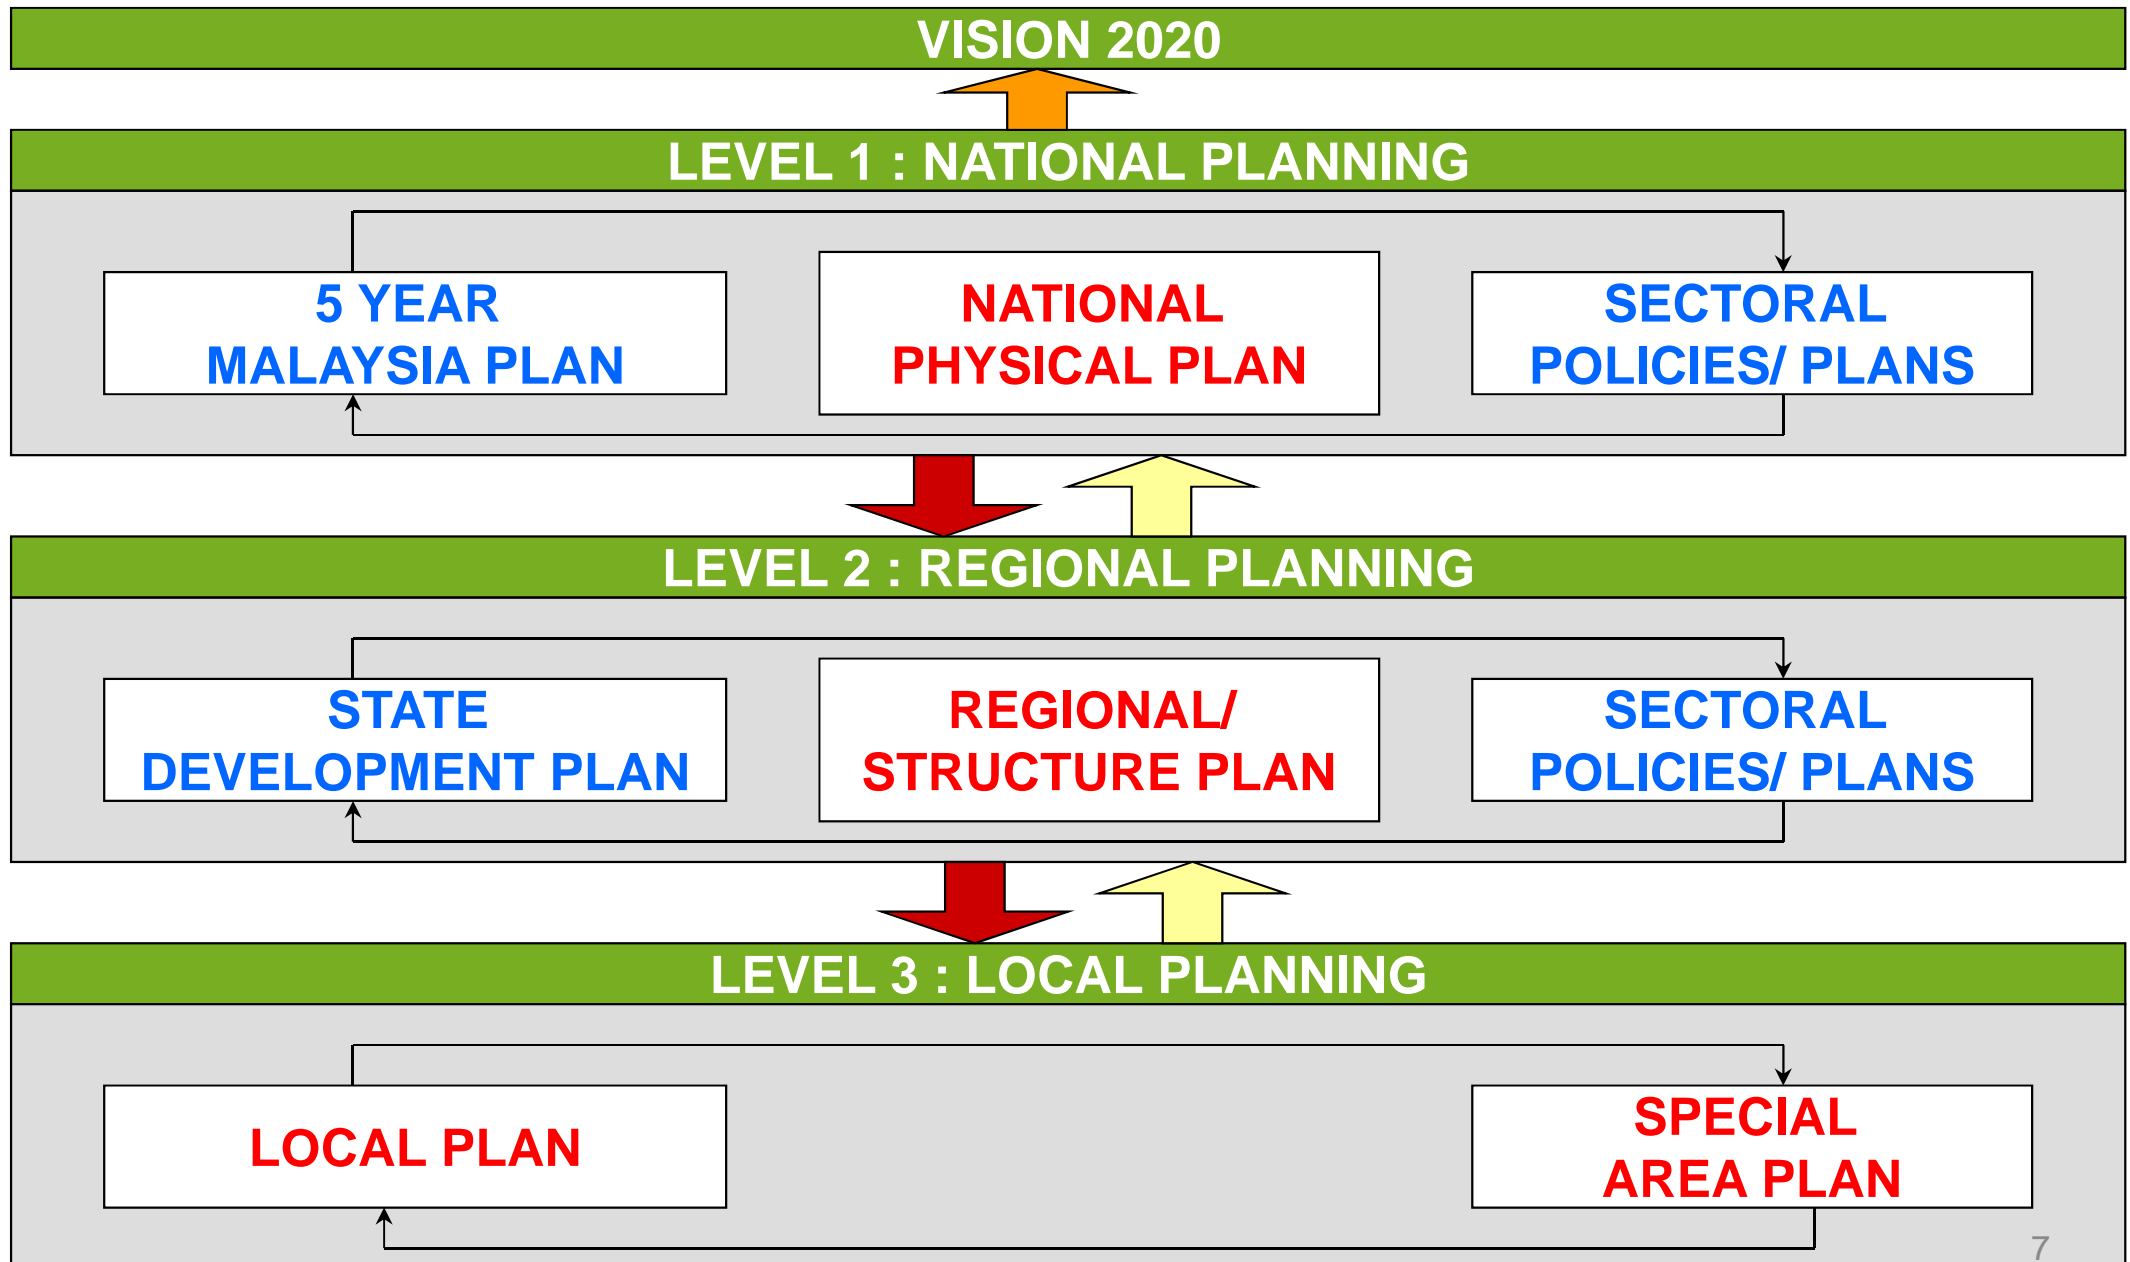 VISION 2020
LEVEL 1 : NATIONAL PLANNING
5 YEAR
MALAYSIA PLAN
NATIONAL
PHYSICAL PLAN
SECTORAL
POLICIES/ PLANS
LEVEL 2 : REGIONAL PLANNING
STATE
DEVELOPMENT PLAN
REGIONAL/
STRUCTURE PLAN
SECTORAL
POLICIES/ PLANS
LEVEL 3 : LOCAL PLANNING
LOCAL PLAN
SPECIAL
AREA PLAN
7